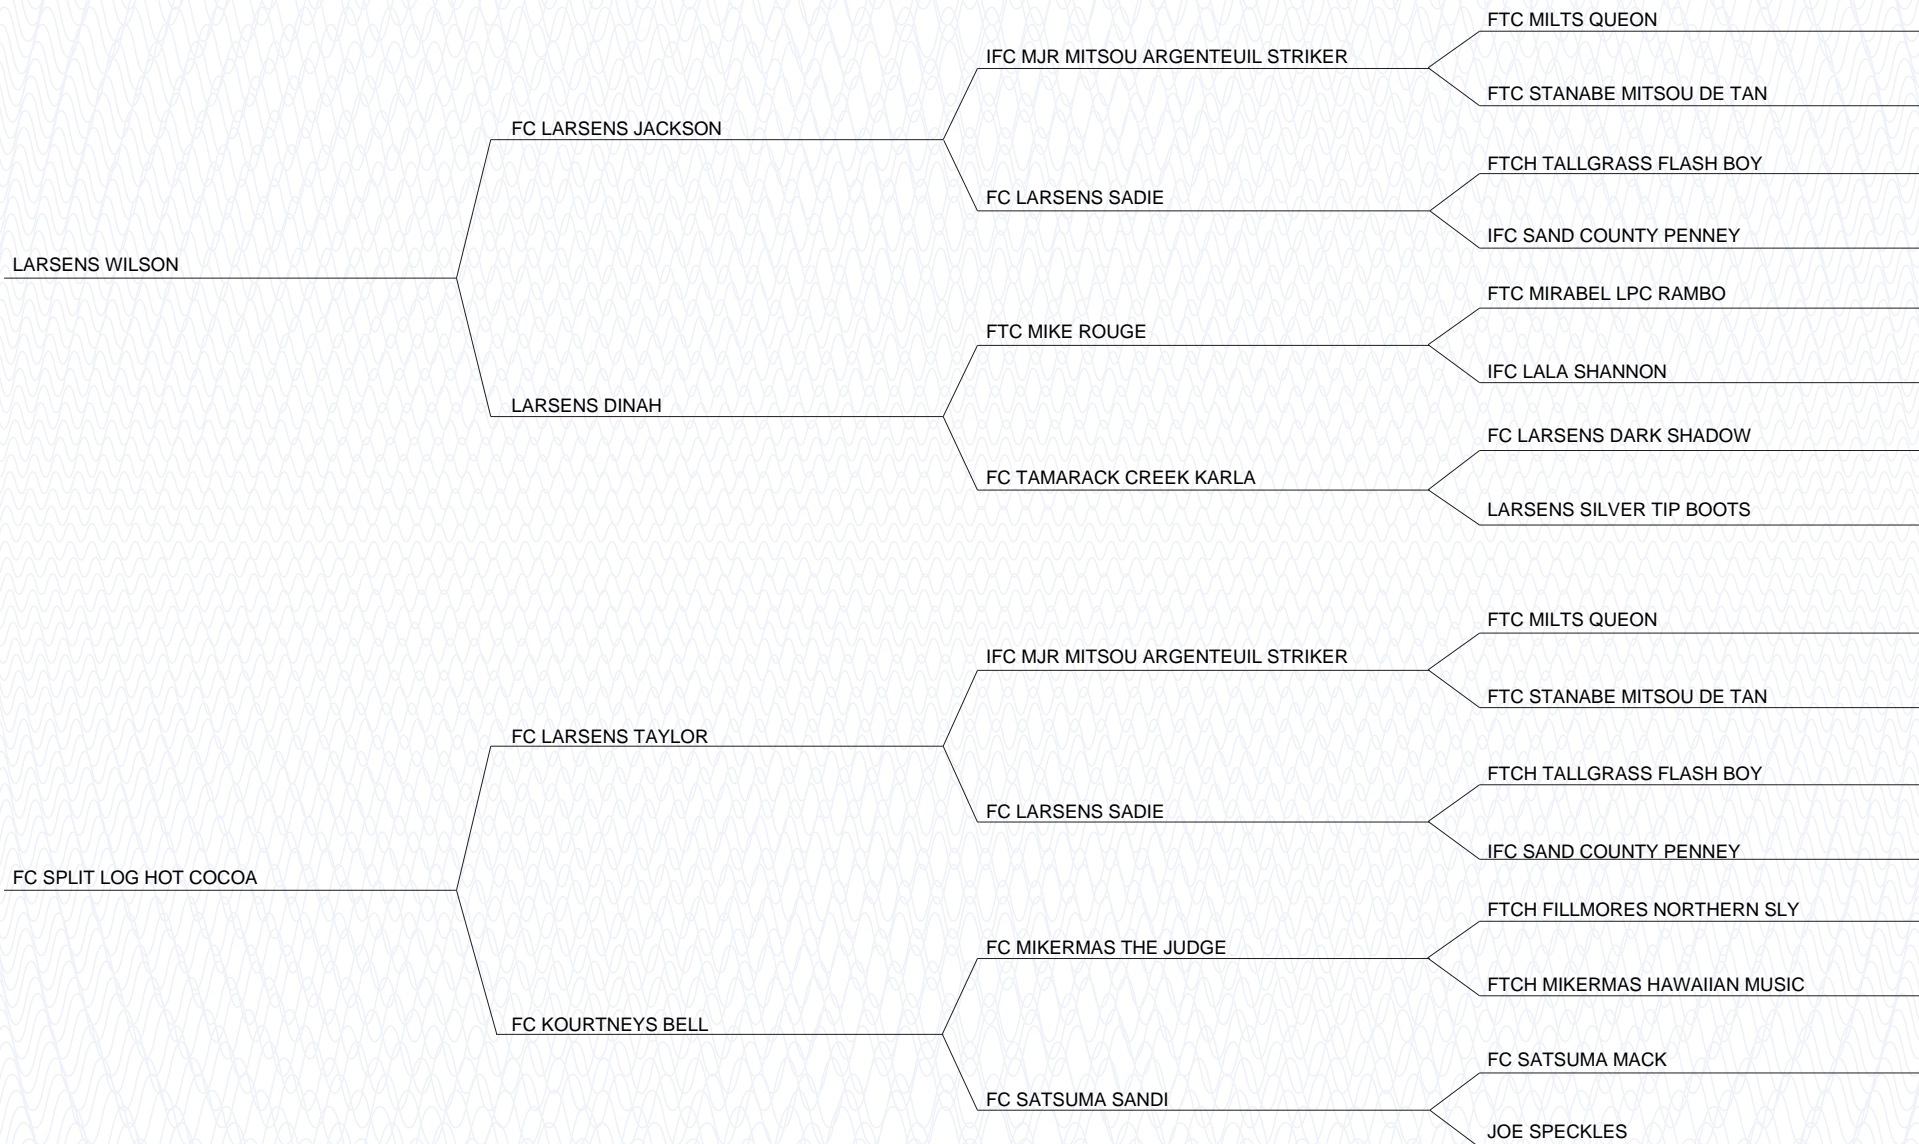 FTC MILTS QUEON
IFC MJR MITSOU ARGENTEUIL STRIKER
FTC STANABE MITSOU DE TAN
FC LARSENS JACKSON
FTCH TALLGRASS FLASH BOY
FC LARSENS SADIE
IFC SAND COUNTY PENNEY
LARSENS WILSON
FTC MIRABEL LPC RAMBO
FTC MIKE ROUGE
IFC LALA SHANNON
LARSENS DINAH
FC LARSENS DARK SHADOW
FC TAMARACK CREEK KARLA
LARSENS SILVER TIP BOOTS
FTC MILTS QUEON
IFC MJR MITSOU ARGENTEUIL STRIKER
FTC STANABE MITSOU DE TAN
FC LARSENS TAYLOR
FTCH TALLGRASS FLASH BOY
FC LARSENS SADIE
IFC SAND COUNTY PENNEY
FC SPLIT LOG HOT COCOA
FTCH FILLMORES NORTHERN SLY
FC MIKERMAS THE JUDGE
FTCH MIKERMAS HAWAIIAN MUSIC
FC KOURTNEYS BELL
FC SATSUMA MACK
FC SATSUMA SANDI
JOE SPECKLES